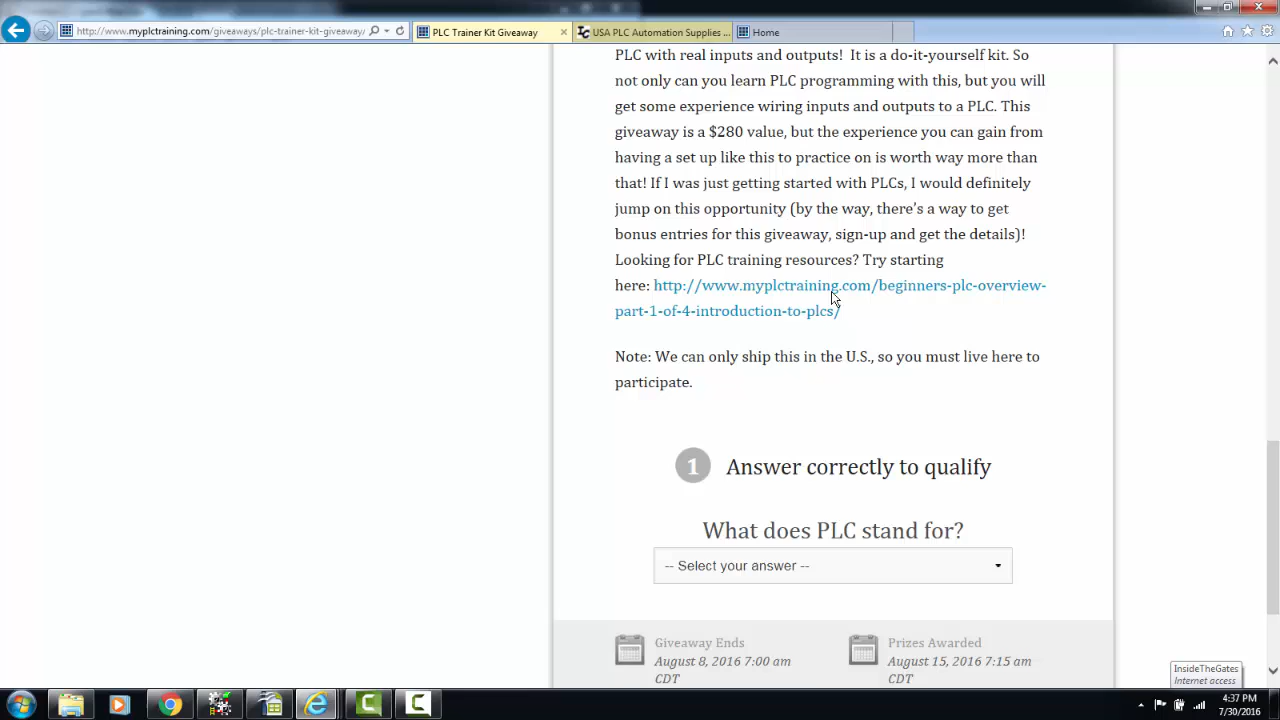 http://www.myplctraining.com/giveaways/plc-trainer-kit-giveaway/
PLC Trainer Kit Giveaway
USA PLC Automation Supplies ...
Home
PLC with real inputs and outputs!  It is a do-it-yourself kit. So
not only can you learn PLC programming with this, but you will
get some experience wiring inputs and outputs to a PLC. This
giveaway is a $280 value, but the experience you can gain from
having a set up like this to practice on is worth way more than
that! If I was just getting started with PLCs, I would definitely
jump on this opportunity (by the way, there's a way to get
bonus entries for this giveaway, sign-up and get the details)!
Looking for PLC training resources? Try starting
here: http://www.myplctraining.com/beginners-plc-overview-
part-1-of-4-introduction-to-plcs/
Note: We can only ship this in the U.S., so you must live here to
participate.
1 Answer correctly to qualify
What does PLC stand for?
-- Select your answer --
Giveaway Ends
August 8, 2016 7:00 am
CDT
Prizes Awarded
August 15, 2016 7:15 am
CDT
InsideTheGates
Internet access
4:37 PM
7/30/2016